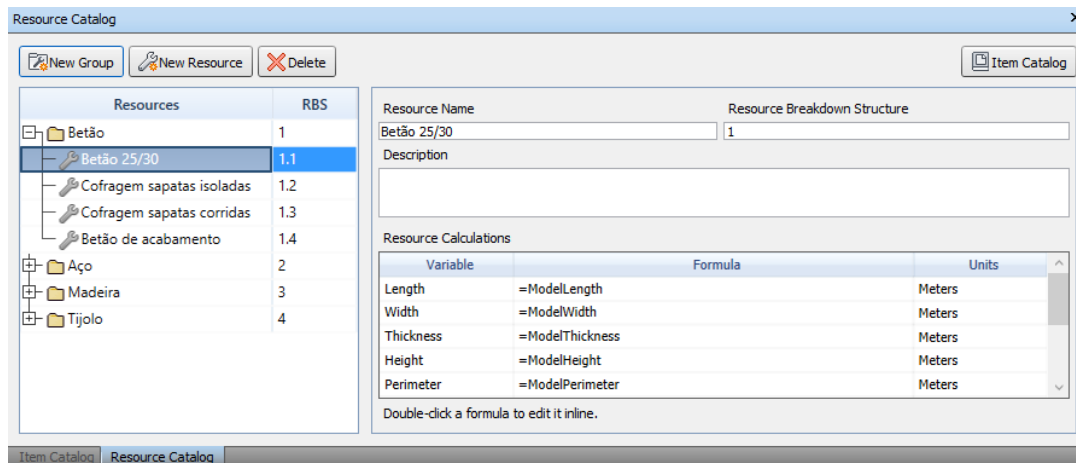 Resource Catalog
New Group New Resource Delete Item Catalog
Resources RBS
Betão 1
Betão 25/30 1.1
Cofragem sapatas isoladas 1.2
Cofragem sapatas corridas 1.3
Betão de acabamento 1.4
Aço 2
Madeira 3
Tijolo 4
Resource Name Resource Breakdown Structure
Betão 25/30 1
Description
Resource Calculations
Variable Formula Units
Length =ModelLength Meters
Width =ModelWidth Meters
Thickness =ModelThickness Meters
Height =ModelHeight Meters
Perimeter =ModelPerimeter Meters
Double-click a formula to edit it inline.
Item Catalog Resource Catalog